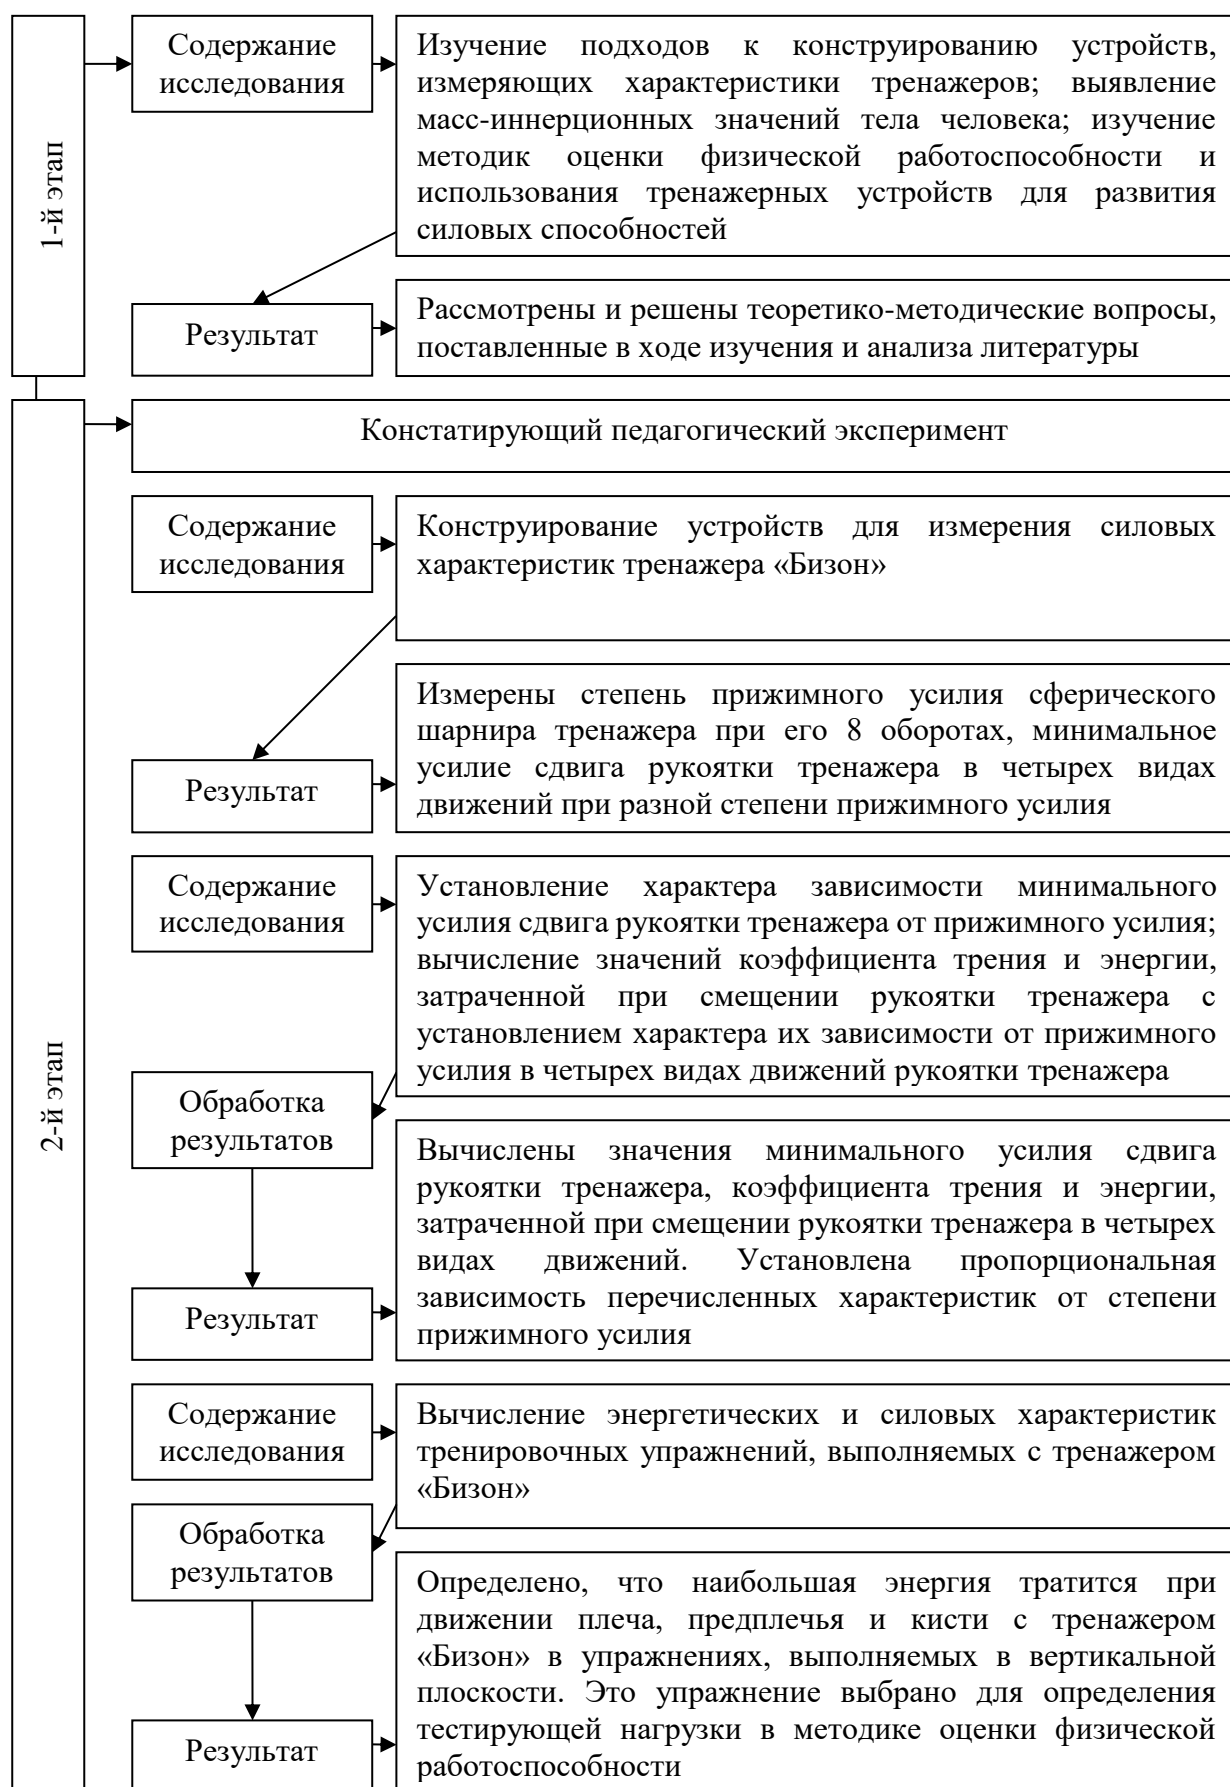 1-й этап
Содержание
исследования
Изучение подходов к конструированию устройств,
измеряющих характеристики тренажеров; выявление
масс-иннерционных значений тела человека; изучение
методик оценки физической работоспособности и
использования тренажерных устройств для развития
силовых способностей
Результат
Рассмотрены и решены теоретико-методические вопросы,
поставленные в ходе изучения и анализа литературы
2-й этап
Констатирующий педагогический эксперимент
Содержание
исследования
Конструирование устройств для измерения силовых
характеристик тренажера «Бизон»
Результат
Измерены степень прижимного усилия сферического
шарнира тренажера при его 8 оборотах, минимальное
усилие сдвига рукоятки тренажера в четырех видах
движений при разной степени прижимного усилия
Содержание
исследования
Установление характера зависимости минимального
усилия сдвига рукоятки тренажера от прижимного усилия;
вычисление значений коэффициента трения и энергии,
затраченной при смещении рукоятки тренажера с
установлением характера их зависимости от прижимного
усилия в четырех видах движений рукоятки тренажера
Обработка
результатов
Результат
Вычислены значения минимального усилия сдвига
рукоятки тренажера, коэффициента трения и энергии,
затраченной при смещении рукоятки тренажера в четырех
видах движений. Установлена пропорциональная
зависимость перечисленных характеристик от степени
прижимного усилия
Содержание
исследования
Вычисление энергетических и силовых характеристик
тренировочных упражнений, выполняемых с тренажером
«Бизон»
Обработка
результатов
Результат
Определено, что наибольшая энергия тратится при
движении плеча, предплечья и кисти с тренажером
«Бизон» в упражнениях, выполняемых в вертикальной
плоскости. Это упражнение выбрано для определения
тестирующей нагрузки в методике оценки физической
работоспособности